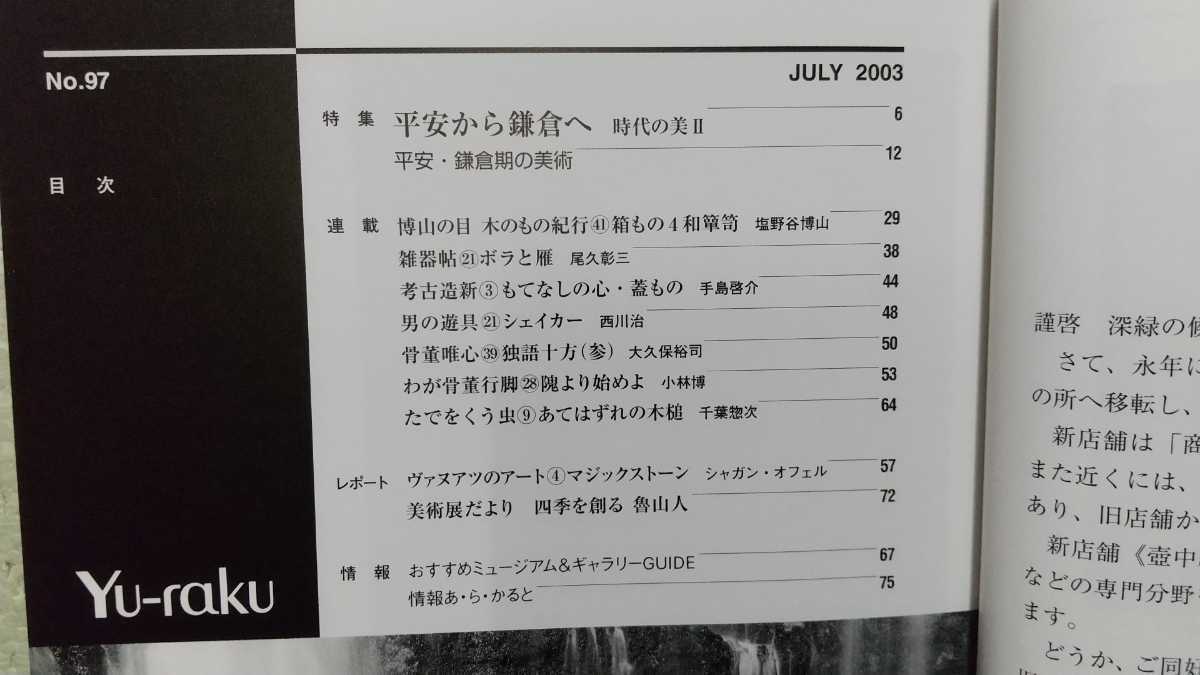 No.97
JULY 2003
目 次
特 集 平安から鎌倉へ 時代の美Ⅱ 6
平安・鎌倉期の美術 12
連 載 博山の目 木のもの紀行㊶箱もの4和簞笥 塩野谷博山 29
雑器帖㉑ボラと雁 尾久彰三 38
考古造新③もてなしの心・蓋もの 手島啓介 44
男の遊具㉑シェイカー 西川治 48
骨董唯心㊴独語十方（参） 大久保裕司 50
わが骨董行脚㉘隗より始めよ 小林博 53
たでをくう虫⑨あてはずれの木槌 千葉惣次 64
レポート ヴァヌアツのアート④マジックストーン シャガン・オフェル 57
美術展だより 四季を創る 魯山人 72
情 報 おすすめミュージアム&ギャラリーGUIDE 67
情報あ・ら・かると 75
Yu-raku
謹啓 深緑の候
さて、永年に
の所へ移転し、
新店舗は「商
また近くには、
あり、旧店舗か
新店舗《壺中
などの専門分野
ます。
どうか、ご同好